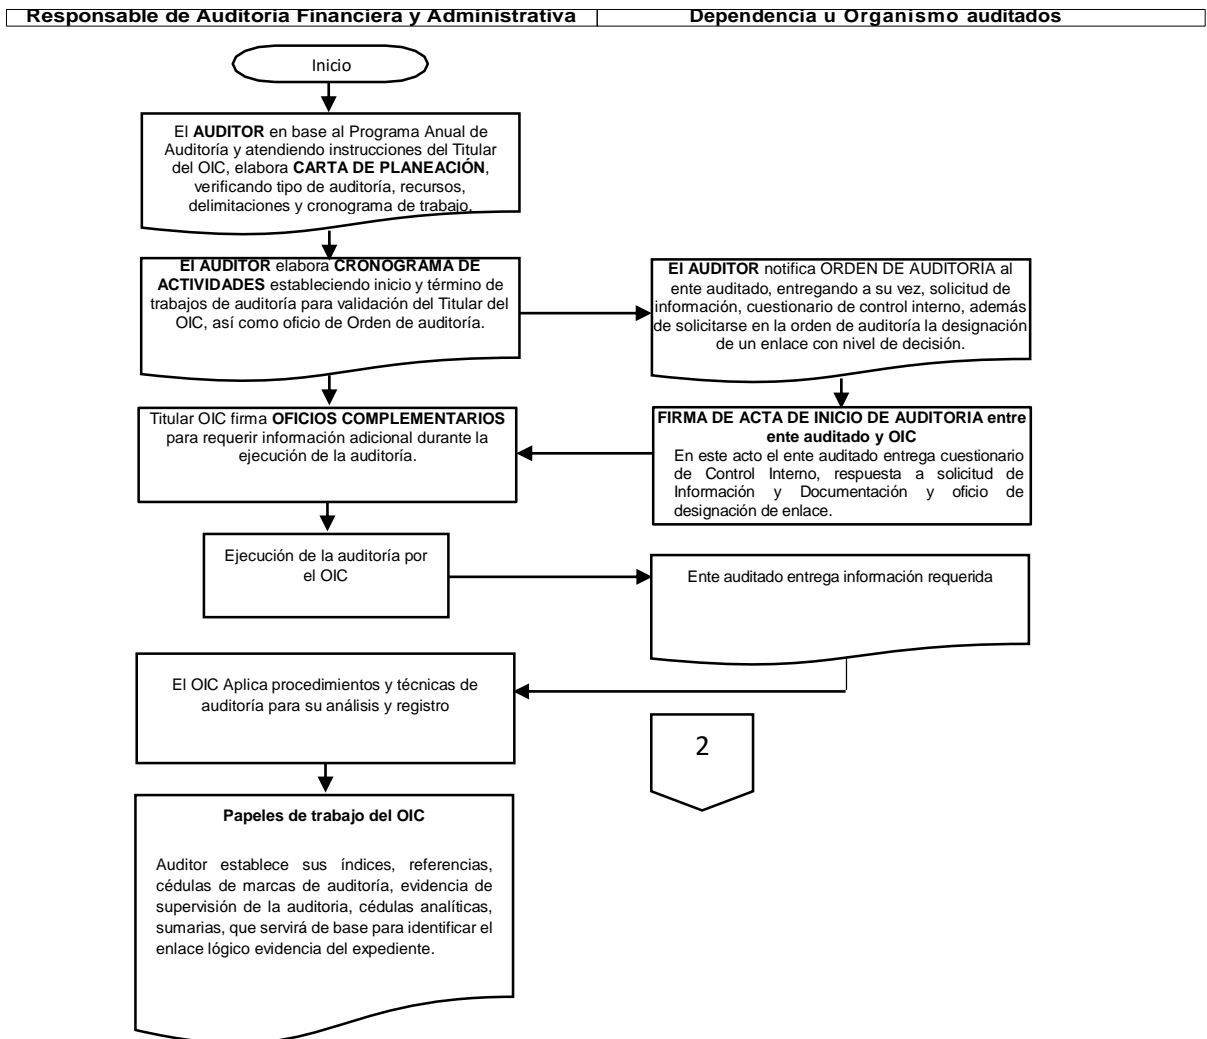 Responsable de Auditoría Financiera y Administrativa
Dependencia u Organismo auditados
Inicio
El AUDITOR en base al Programa Anual de
Auditoría y atendiendo instrucciones del Titular
del OIC, elabora CARTA DE PLANEACIÓN,
verificando tipo de auditoría, recursos,
delimitaciones y cronograma de trabajo.
El AUDITOR elabora CRONOGRAMA DE
ACTIVIDADES estableciendo inicio y término de
trabajos de auditoría para validación del Titular del
OIC, así como oficio de Orden de auditoría.
El AUDITOR notifica ORDEN DE AUDITORÍA al
ente auditado, entregando a su vez, solicitud de
información, cuestionario de control interno, además
de solicitarse en la orden de auditoría la designación
de un enlace con nivel de decisión.
Titular OIC firma OFICIOS COMPLEMENTARIOS
para requerir información adicional durante la
ejecución de la auditoría.
FIRMA DE ACTA DE INICIO DE AUDITORIA entre
ente auditado y OIC
En este acto el ente auditado entrega cuestionario
de Control Interno, respuesta a solicitud de
Información y Documentación y oficio de
designación de enlace.
Ejecución de la auditoría por
el OIC
Ente auditado entrega información requerida
El OIC Aplica procedimientos y técnicas de
auditoría para su análisis y registro
2
Papeles de trabajo del OIC
Auditor establece sus índices, referencias,
cédulas de marcas de auditoría, evidencia de
supervisión de la auditoria, cédulas analíticas,
sumarias, que servirá de base para identificar el
enlace lógico evidencia del expediente.